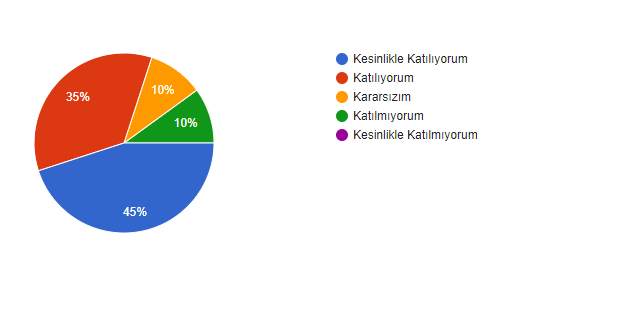 35%
10%
10%
45%
Kesinlikle Katılıyorum
Katılıyorum
Kararsızım
Katılmıyorum
Kesinlikle Katılmıyorum